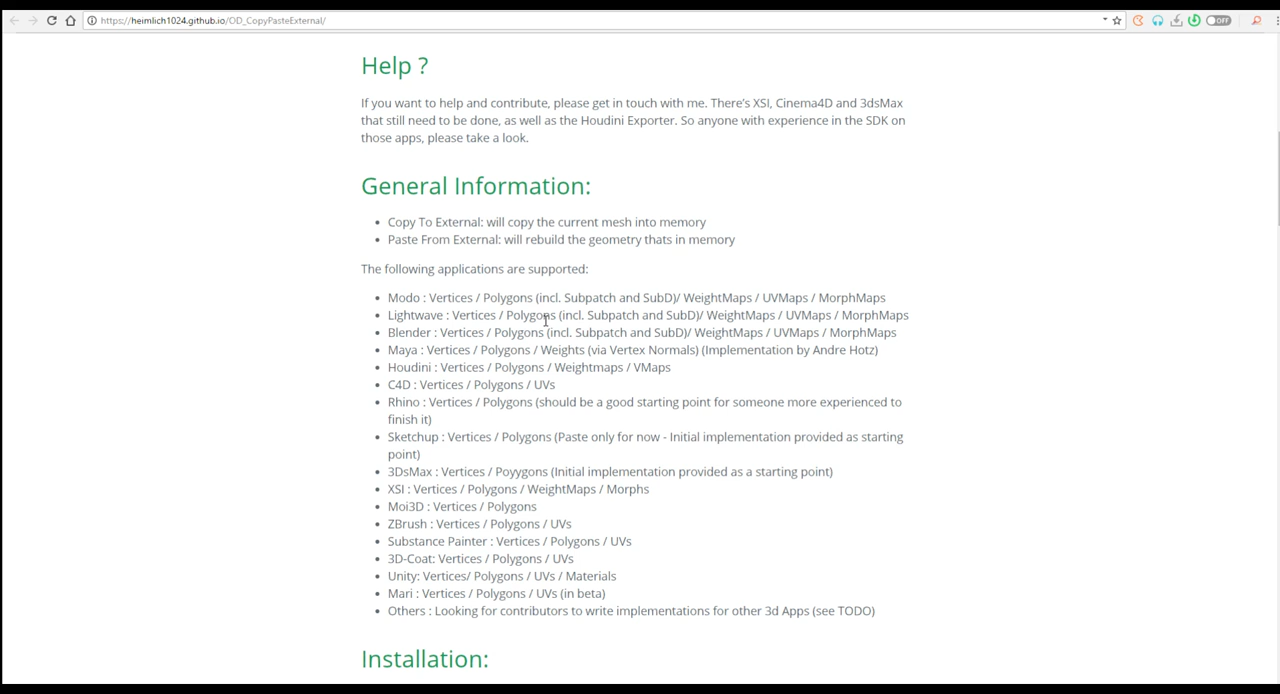 https://heimlich1024.github.io/OD_CopyPasteExternal/
OFF
Help ?
If you want to help and contribute, please get in touch with me. There's XSI, Cinema4D and 3dsMax
that still need to be done, as well as the Houdini Exporter. So anyone with experience in the SDK on
those apps, please take a look.
General Information:
Copy To External: will copy the current mesh into memory
Paste From External: will rebuild the geometry thats in memory
The following applications are supported:
Modo : Vertices / Polygons (incl. Subpatch and SubD)/ WeightMaps / UVMaps / MorphMaps
Lightwave : Vertices / Polygons (incl. Subpatch and SubD)/ WeightMaps / UVMaps / MorphMaps
Blender : Vertices / Polygons (incl. Subpatch and SubD)/ WeightMaps / UVMaps / MorphMaps
Maya : Vertices / Polygons / Weights (via Vertex Normals) (Implementation by Andre Hotz)
Houdini : Vertices / Polygons / Weightmaps / VMaps
C4D : Vertices / Polygons / UVs
Rhino : Vertices / Polygons (should be a good starting point for someone more experienced to
finish it)
Sketchup : Vertices / Polygons (Paste only for now - Initial implementation provided as starting
point)
3DsMax : Vertices / Poyygons (Initial implementation provided as a starting point)
XSI : Vertices / Polygons / WeightMaps / Morphs
Moi3D : Vertices / Polygons
ZBrush : Vertices / Polygons / UVs
Substance Painter : Vertices / Polygons / UVs
3D-Coat: Vertices / Polygons / UVs
Unity: Vertices/ Polygons / UVs / Materials
Mari : Vertices / Polygons / UVs (in beta)
Others : Looking for contributors to write implementations for other 3d Apps (see TODO)
Installation: